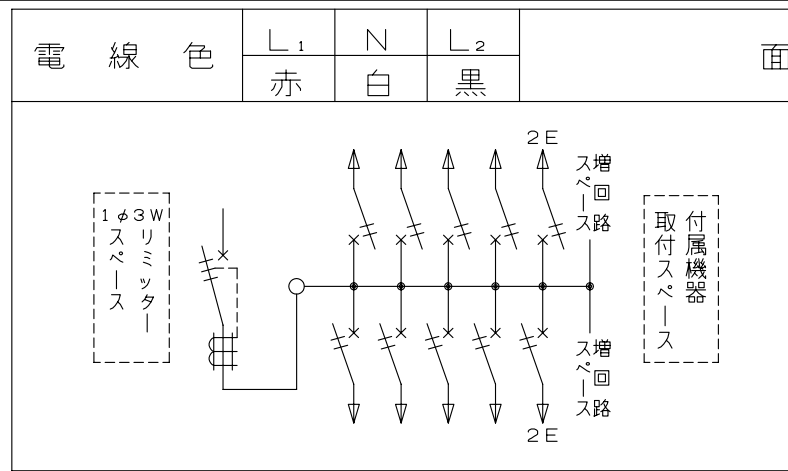 電線色
L₁ N L₂
赤 白 黒
面
1φ3W
リミッター
スペース
2E
増回路
スペース
付属機器
取付スペース
増回路
スペース
2E